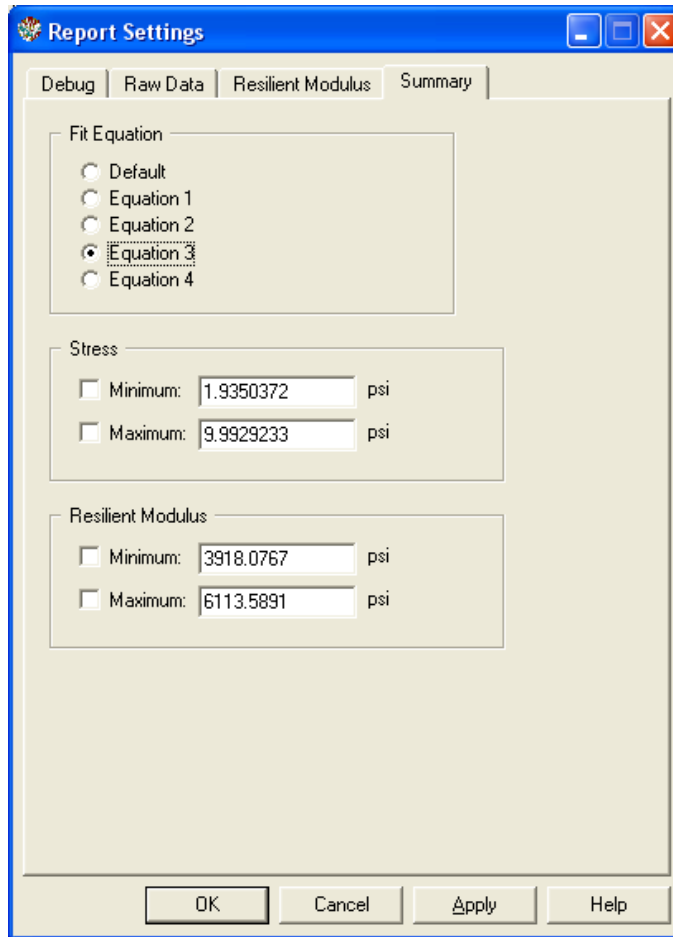 Report Settings
Debug
Raw Data
Resilient Modulus
Summary
Fit Equation
Default
Equation 1
Equation 2
Equation 3
Equation 4
Stress
Minimum: 1.9350372 psi
Maximum: 9.9929233 psi
Resilient Modulus
Minimum: 3918.0767 psi
Maximum: 6113.5891 psi
OK
Cancel
Apply
Help